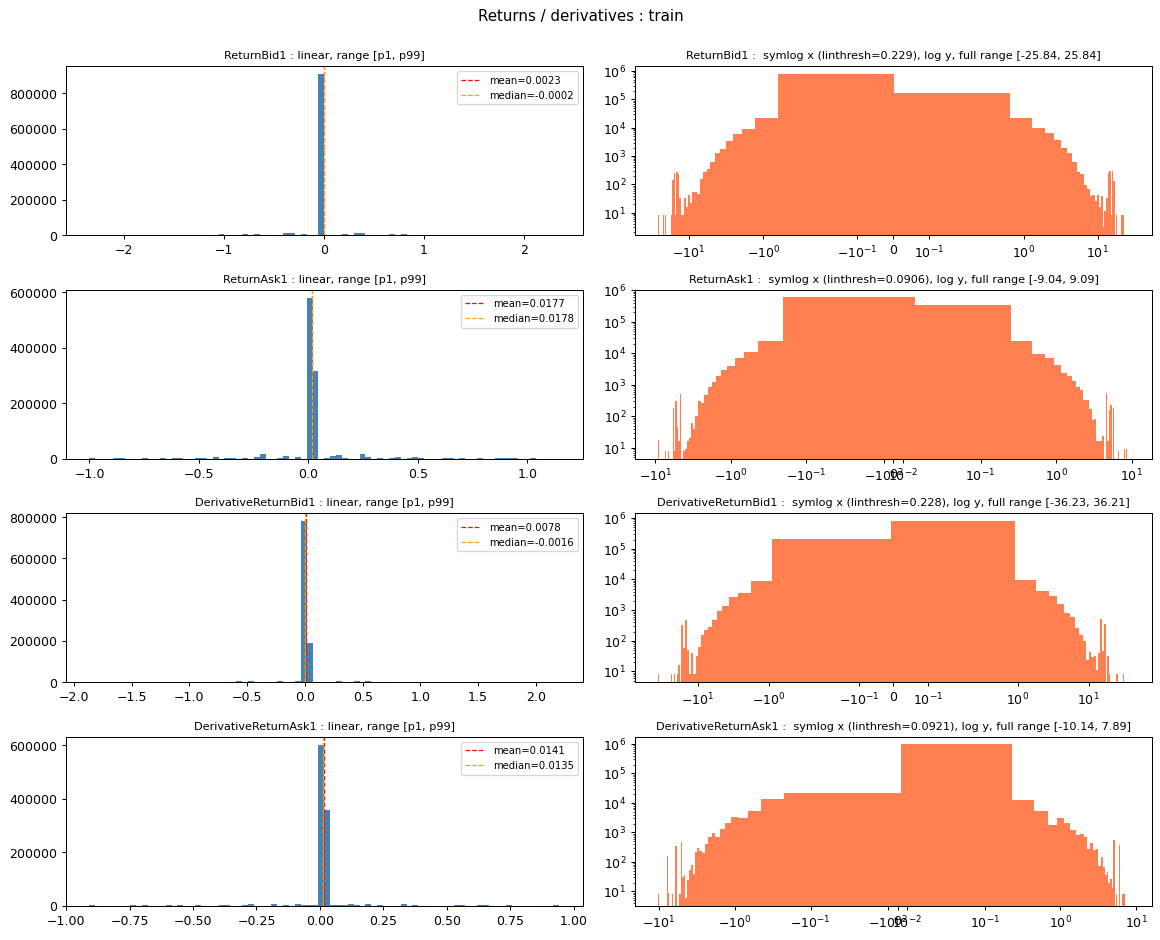 Returns / derivatives : train
ReturnBid1 : linear, range [p1, p99]
800000
600000
400000
200000
0
mean=0.0023
median=-0.0002
−2 −1 0 1 2
ReturnBid1 :  symlog x (linthresh=0.229), log y, full range [-25.84, 25.84]
10^6
10^5
10^4
10^3
10^2
10^1
−10^1 −10^0 −10^−1 0 10^−1 10^0 10^1
ReturnAsk1 : linear, range [p1, p99]
600000
400000
200000
0
mean=0.0177
median=0.0178
−1.0 −0.5 0.0 0.5 1.0
ReturnAsk1 :  symlog x (linthresh=0.0906), log y, full range [-9.04, 9.09]
10^6
10^5
10^4
10^3
10^2
10^1
−10^1 −10^0 −10^−1 10^−2 10^−1 10^0 10^1
DerivativeReturnBid1 : linear, range [p1, p99]
800000
600000
400000
200000
0
mean=0.0078
median=-0.0016
−2.0 −1.5 −1.0 −0.5 0.0 0.5 1.0 1.5 2.0
DerivativeReturnBid1 :  symlog x (linthresh=0.228), log y, full range [-36.23, 36.21]
10^6
10^5
10^4
10^3
10^2
10^1
−10^1 −10^0 −10^−1 0 10^−1 10^0 10^1
DerivativeReturnAsk1 : linear, range [p1, p99]
600000
400000
200000
0
mean=0.0141
median=0.0135
−1.00 −0.75 −0.50 −0.25 0.00 0.25 0.50 0.75 1.00
DerivativeReturnAsk1 :  symlog x (linthresh=0.0921), log y, full range [-10.14, 7.89]
10^6
10^5
10^4
10^3
10^2
10^1
−10^1 −10^0 −10^−1 10^−2 10^−1 10^0 10^1